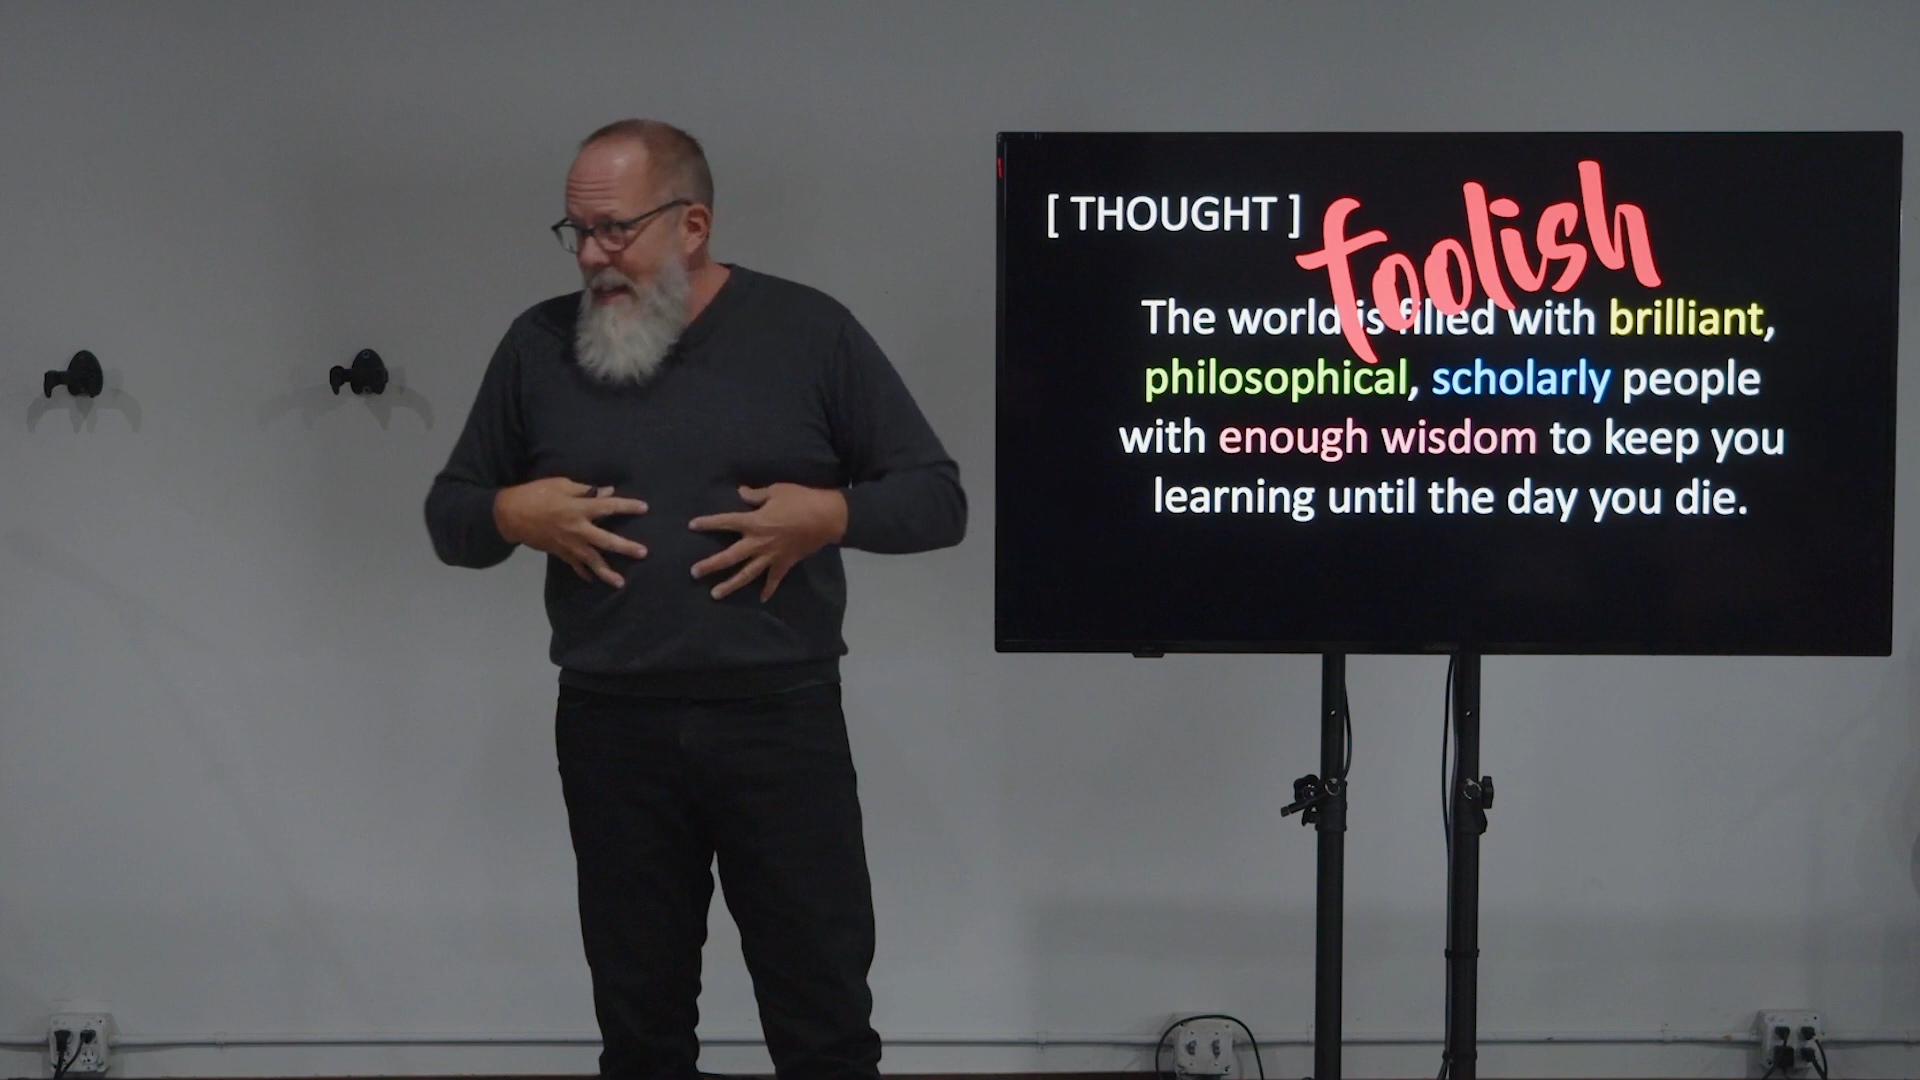 [ THOUGHT ] foolish
The world is filled with brilliant,
philosophical, scholarly people
with enough wisdom to keep you
learning until the day you die.